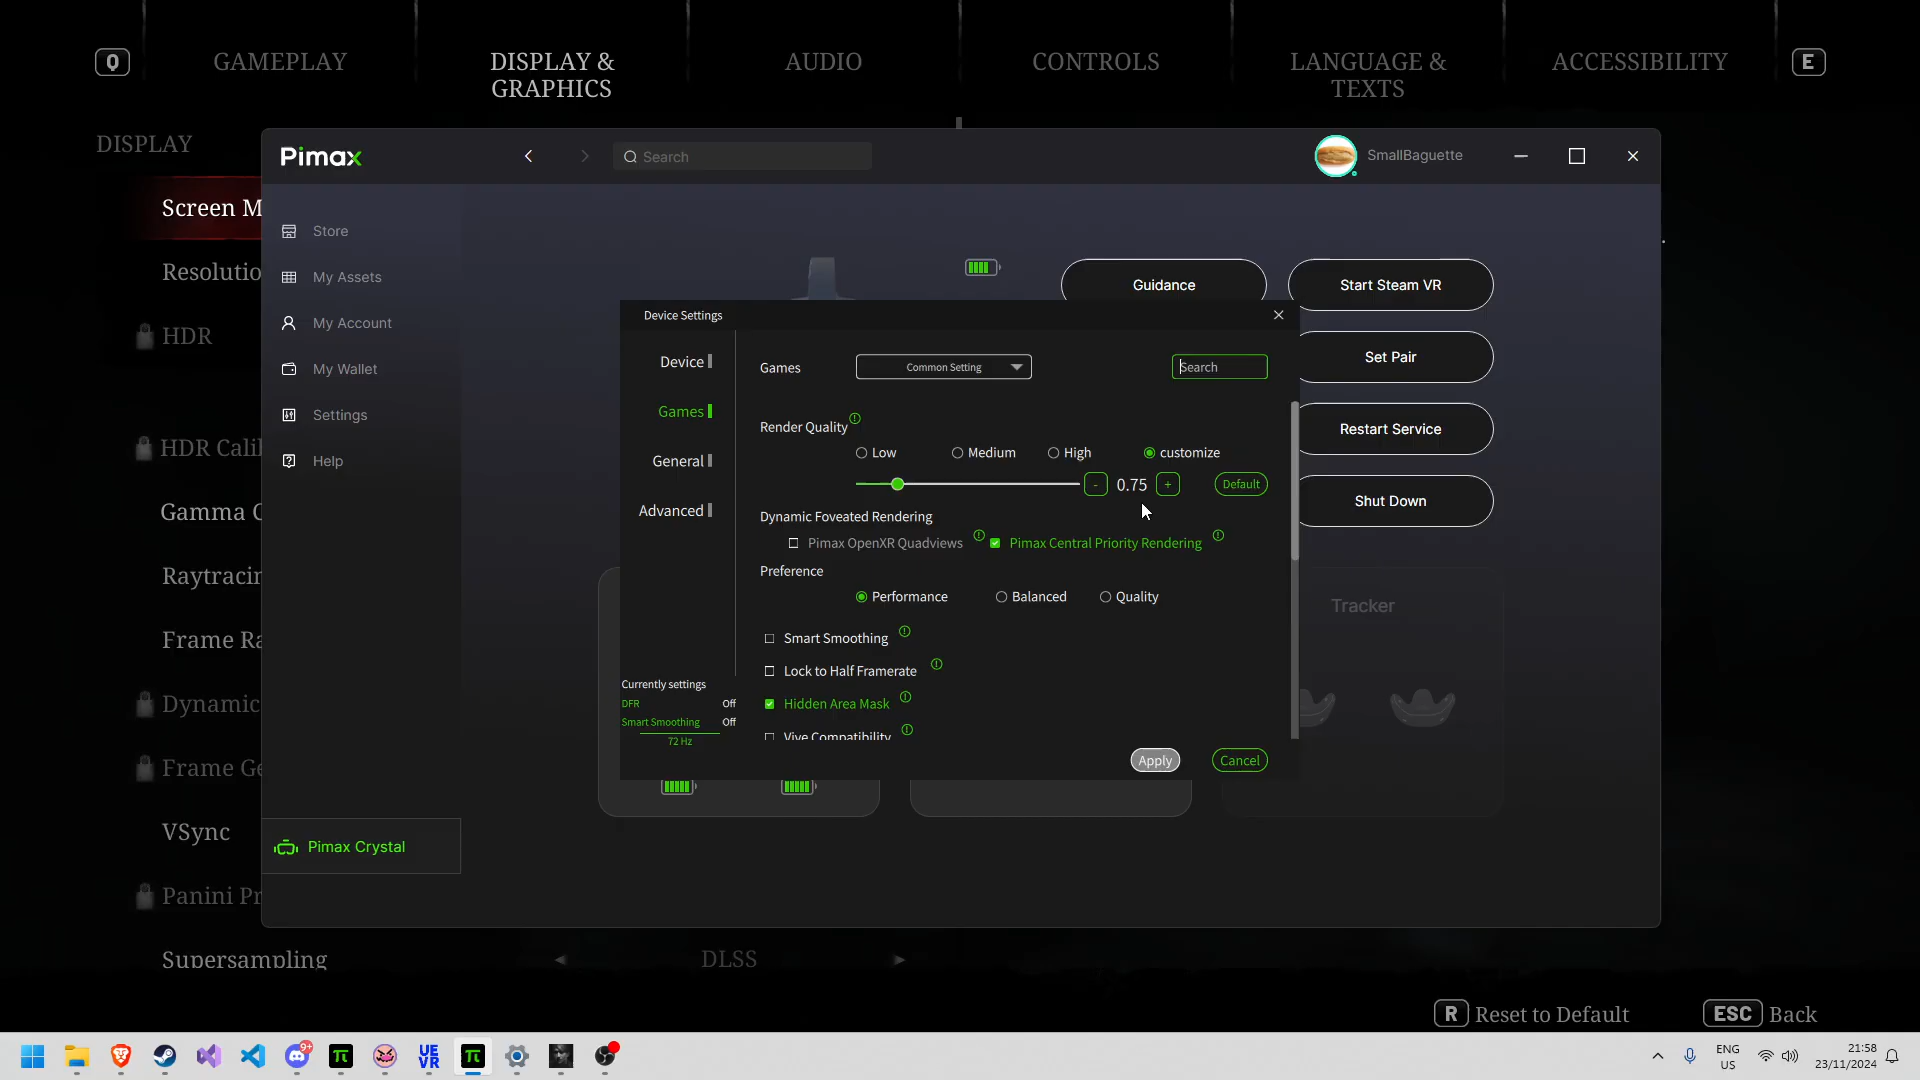 Q
GAMEPLAY
DISPLAY &
GRAPHICS
AUDIO
CONTROLS
LANGUAGE &
TEXTS
ACCESSIBILITY
E
DISPLAY
Screen M
Resolutio
HDR
HDR Cali
Gamma C
Raytracin
Frame Ra
Dynamic
Frame Ge
VSync
Panini Pr
Supersampling
DLSS
R Reset to Default
ESC Back
Pimax
Search
SmallBaguette
Store
My Assets
My Account
My Wallet
Settings
Help
Pimax Crystal
Guidance
Start Steam VR
Set Pair
Restart Service
Shut Down
Tracker
Device Settings
Device
Games
General
Advanced
Currently settings
DFR Off
Smart Smoothing Off
72 Hz
Games
Common Setting
Search
Render Quality
Low Medium High customize
- 0.75 + Default
Dynamic Foveated Rendering
Pimax OpenXR Quadviews Pimax Central Priority Rendering
Preference
Performance Balanced Quality
Smart Smoothing
Lock to Half Framerate
Hidden Area Mask
Vive Compatibility
Apply Cancel
9+
UE
VR
ENG
US
21:58
23/11/2024